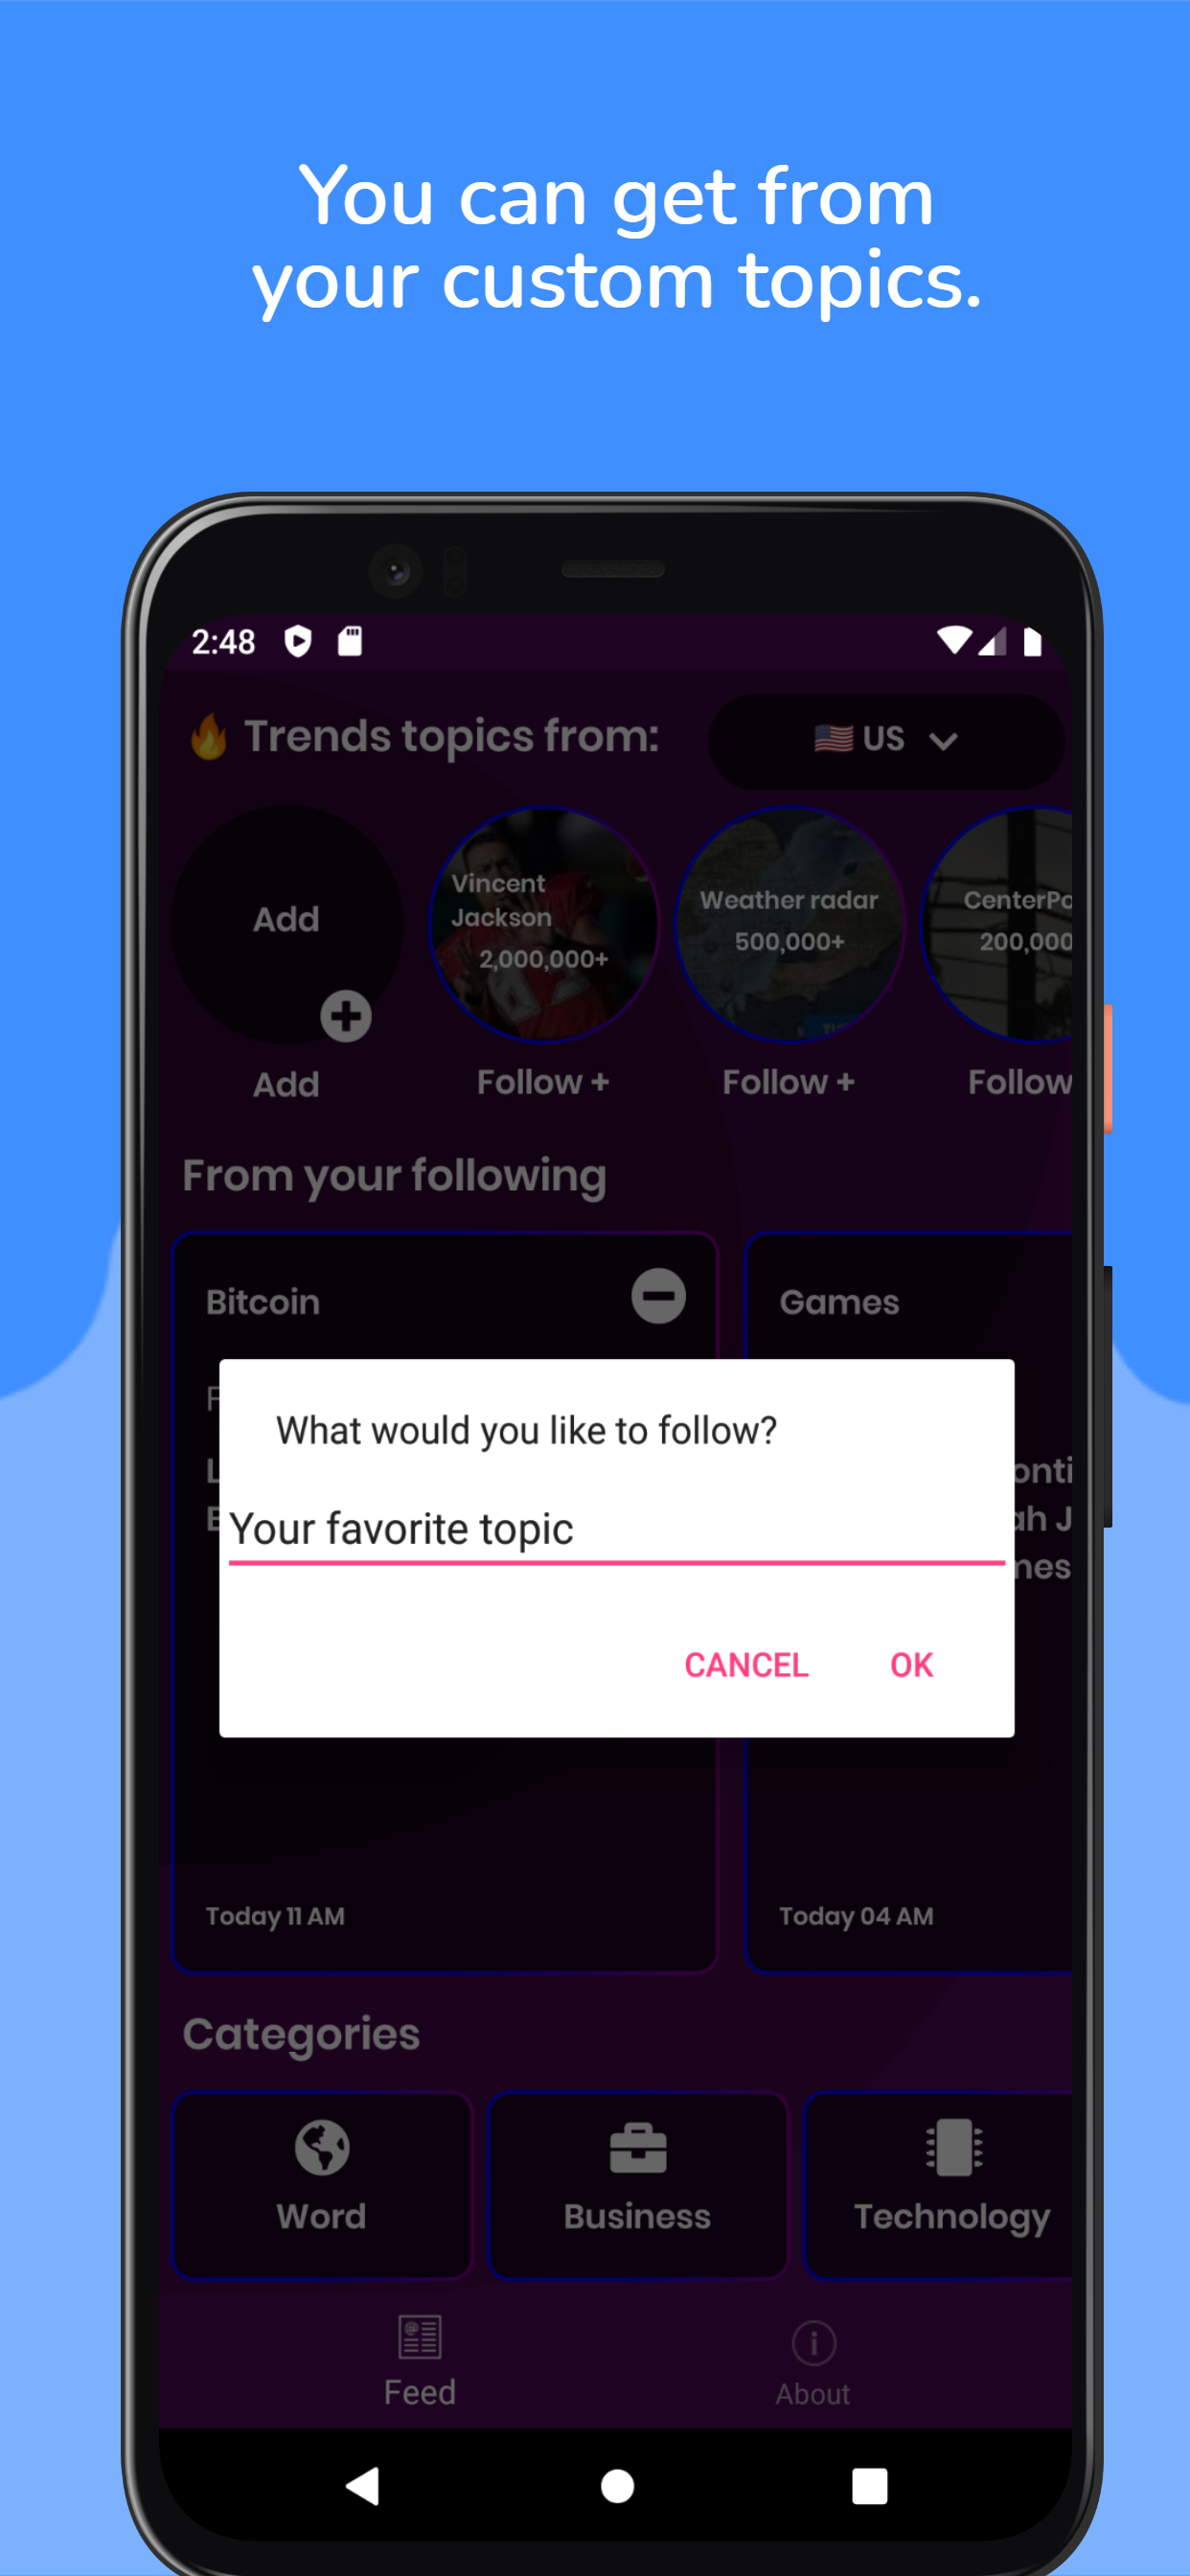 You can get from
your custom topics.
2:48
🔥 Trends topics from:
🇺🇸 US
Add
Vincent
Jackson
2,000,000+
Weather radar
500,000+
200,000
Add
Follow +
Follow +
Follow
From your following
Bitcoin
Games
What would you like to follow?
Your favorite topic
CANCEL
OK
Today 11 AM
Today 04 AM
Categories
Word
Business
Technology
Feed
About